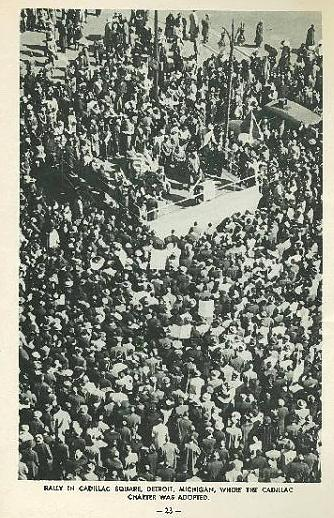 RALLY IN CADILLAC SQUARE, DETROIT, MICHIGAN, WHERE THE CADILLAC
CHARTER WAS ADOPTED.
— 23 —